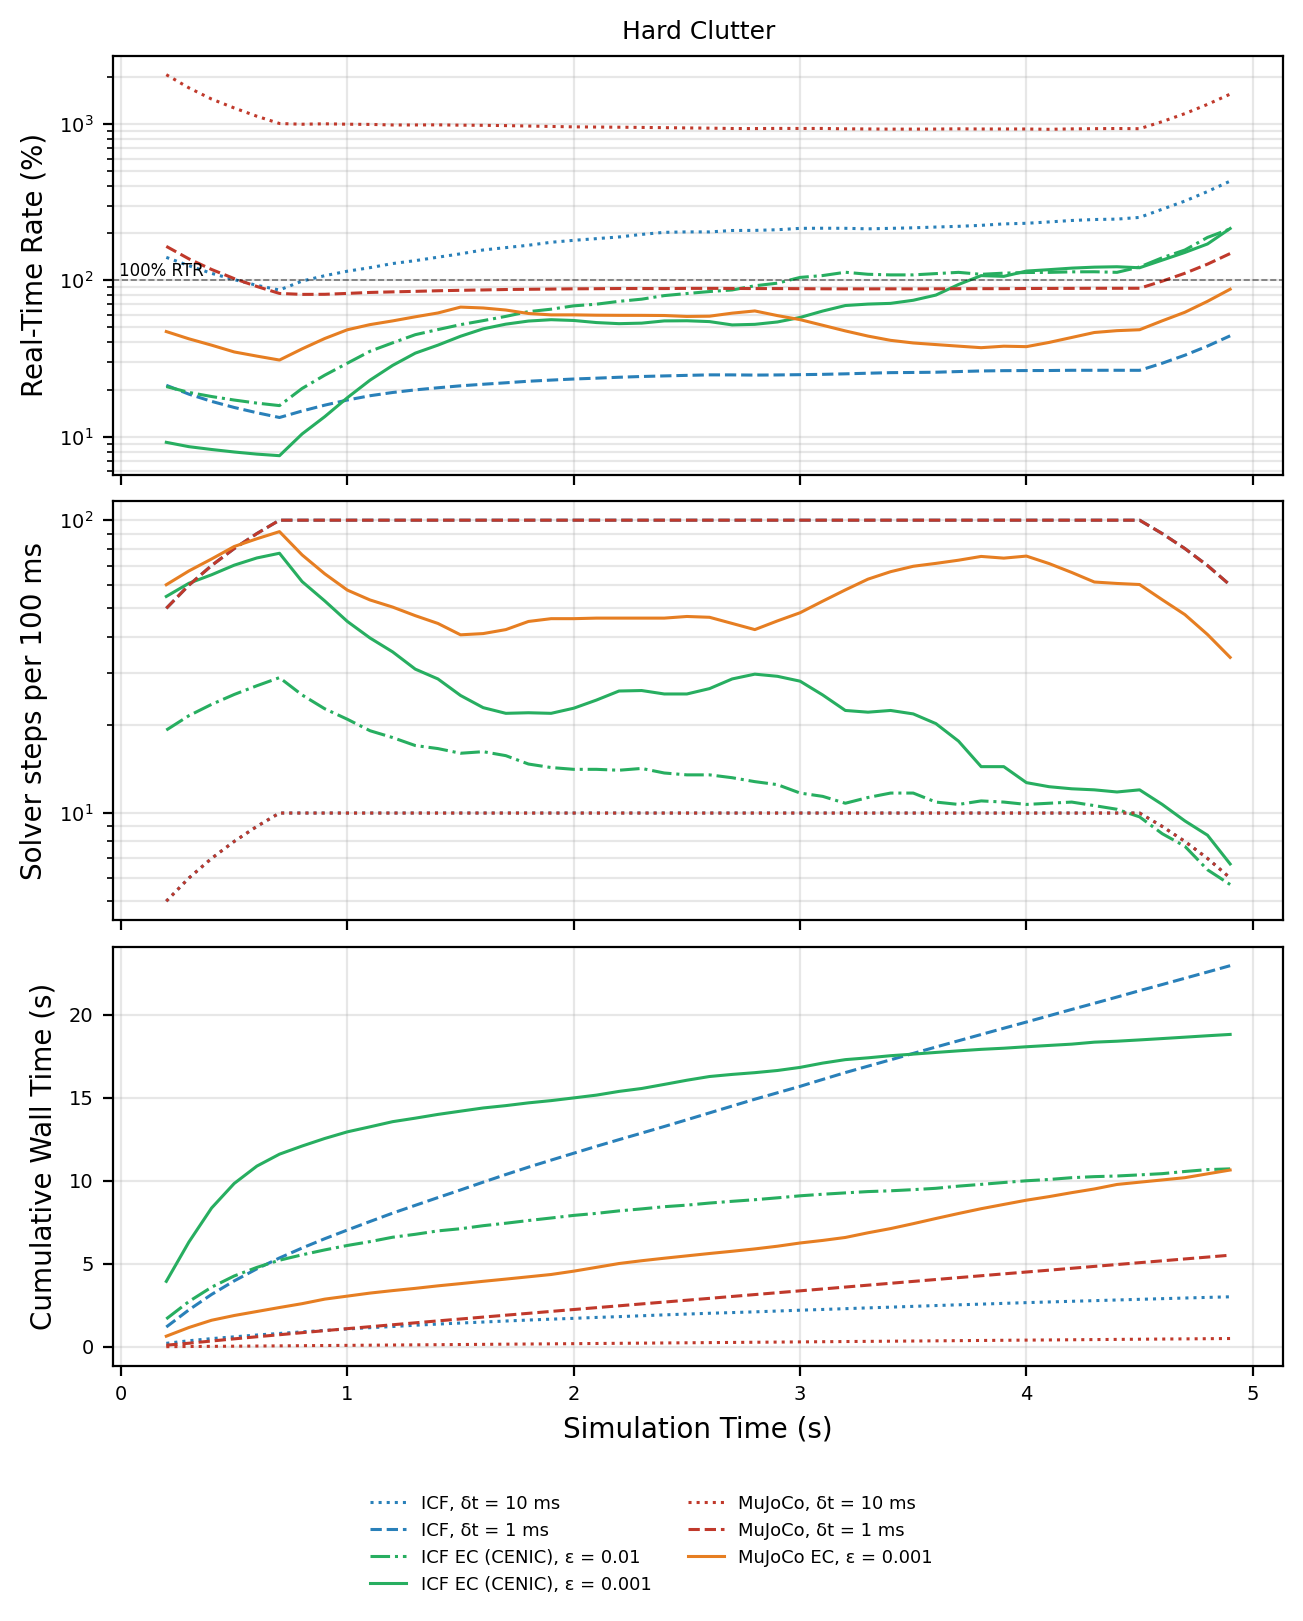 Hard Clutter
Real-Time Rate (%)
10³
10²
10¹
100% RTR
Solver steps per 100 ms
10²
10¹
Cumulative Wall Time (s)
20
15
10
5
0
0 1 2 3 4 5
Simulation Time (s)
ICF, δt = 10 ms
ICF, δt = 1 ms
ICF EC (CENIC), ε = 0.01
ICF EC (CENIC), ε = 0.001
MuJoCo, δt = 10 ms
MuJoCo, δt = 1 ms
MuJoCo EC, ε = 0.001